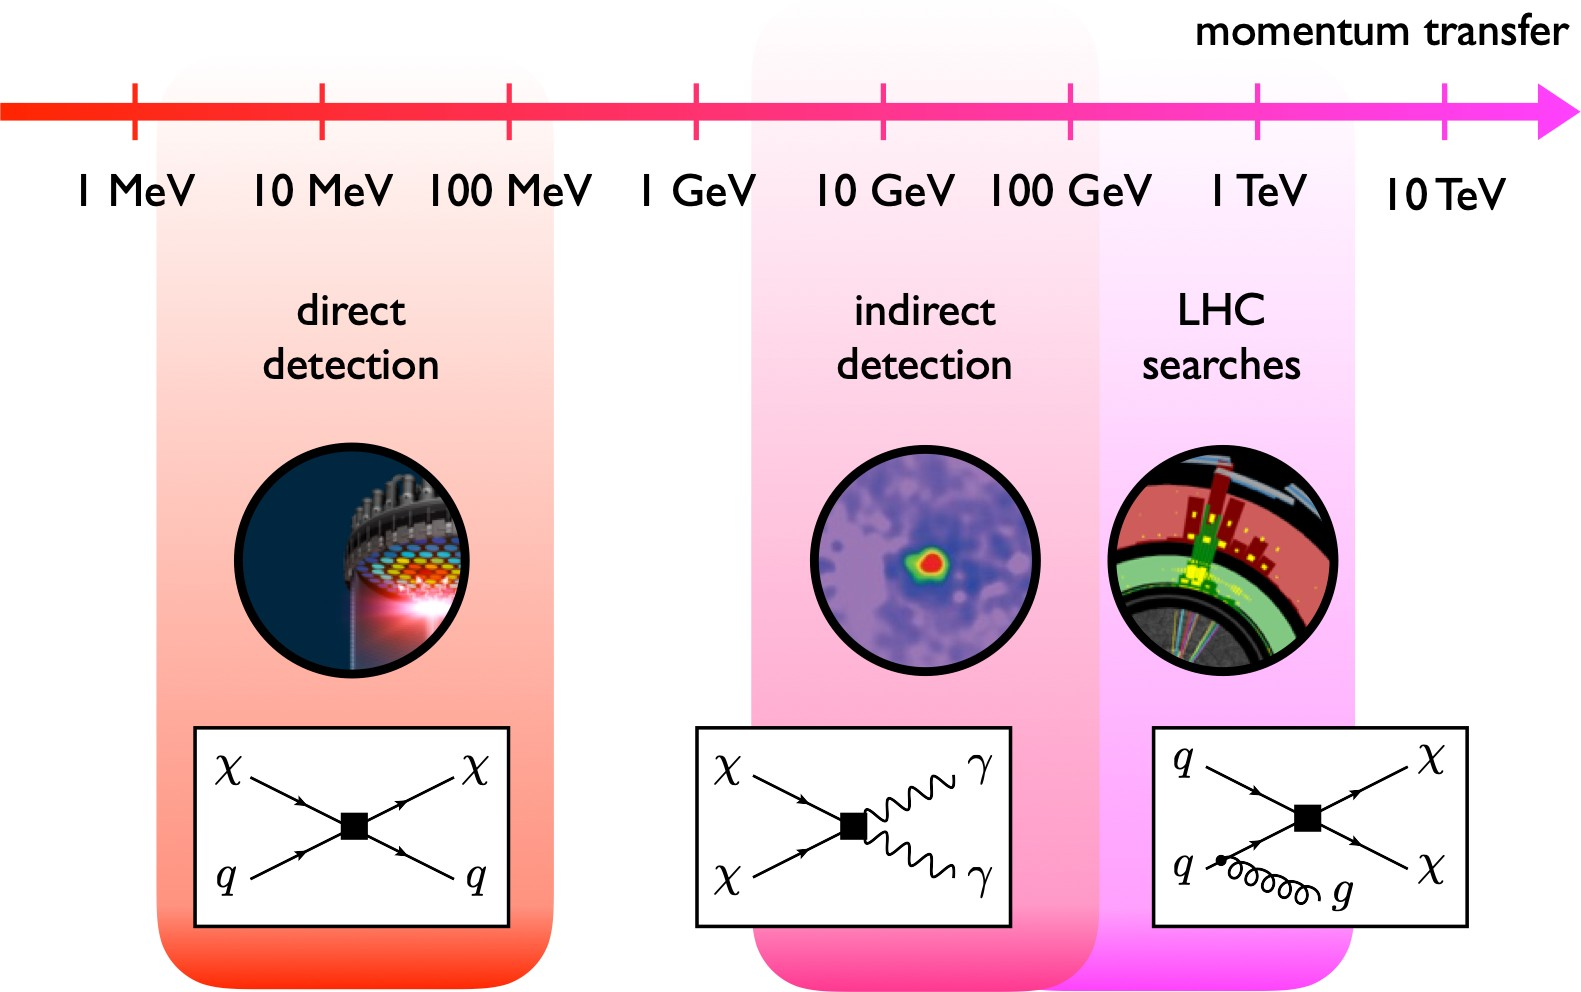 momentum transfer
1 MeV 10 MeV 100 MeV 1 GeV 10 GeV 100 GeV 1 TeV 10 TeV
direct
detection
indirect
detection
LHC
searches
χ χ
q q
χ γ
χ γ
q χ
q g χ